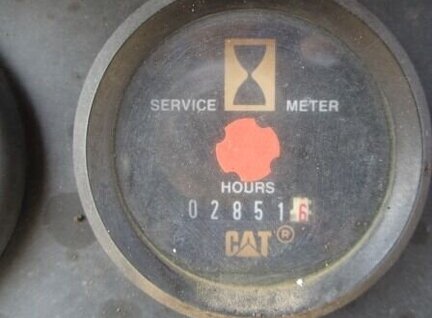 SERVICE METER
HOURS
028516
CAT®